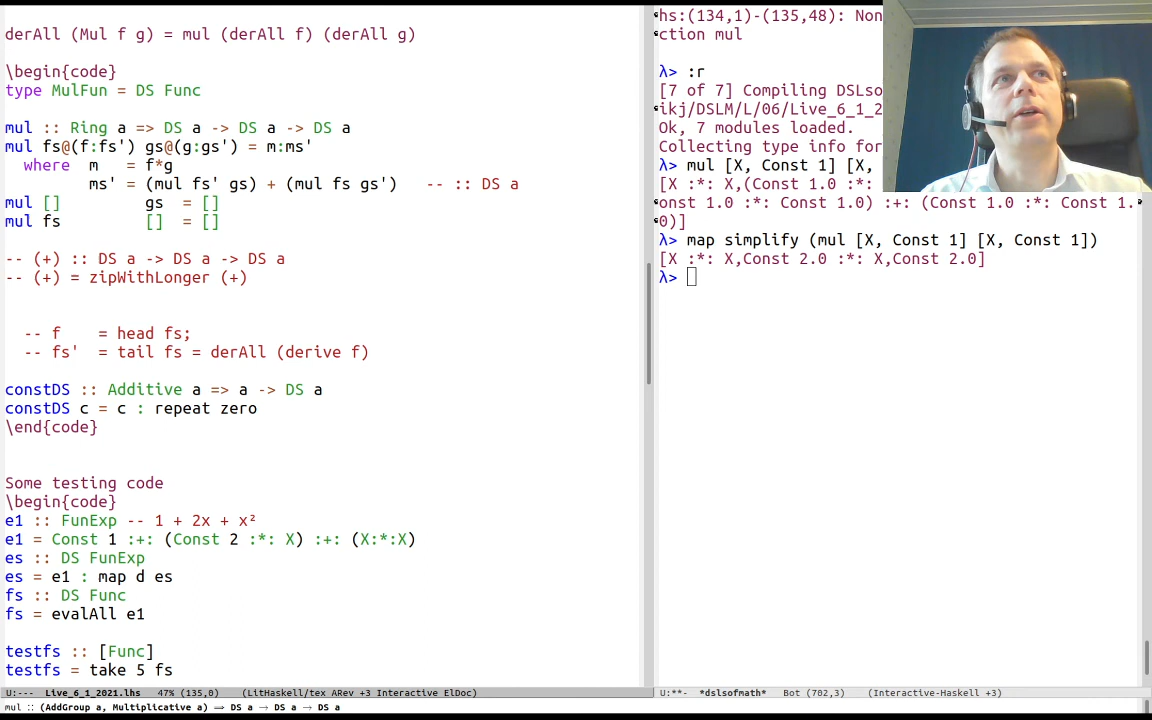 derAll (Mul f g) = mul (derAll f) (derAll g)
\begin{code}
type MulFun = DS Func
mul :: Ring a => DS a -> DS a -> DS a
mul fs@(f:fs') gs@(g:gs') = m:ms'
  where  m   = f*g
         ms' = (mul fs' gs) + (mul fs gs')   -- :: DS a
mul []         gs  = []
mul fs         []  = []
-- (+) :: DS a -> DS a -> DS a
-- (+) = zipWithLonger (+)
  -- f    = head fs;
  -- fs'  = tail fs = derAll (derive f)
constDS :: Additive a => a -> DS a
constDS c = c : repeat zero
\end{code}
Some testing code
\begin{code}
e1 :: FunExp -- 1 + 2x + x²
e1 = Const 1 :+: (Const 2 :*: X) :+: (X:*:X)
es :: DS FunExp
es = e1 : map d es
fs :: DS Func
fs = evalAll e1
testfs :: [Func]
testfs = take 5 fs
U:---  Live_6_1_2021.lhs   47% (135,0)   (LitHaskell/tex ARev +3 Interactive ElDoc)
mul :: (AddGroup a, Multiplicative a) ⇒ DS a → DS a → DS a
hs:(134,1)-(135,48): Non
ction mul
λ> :r
[7 of 7] Compiling DSLso
ikj/DSLM/L/06/Live_6_1_2
Ok, 7 modules loaded.
Collecting type info for
λ> mul [X, Const 1] [X,
[X :*: X,(Const 1.0 :*:
onst 1.0 :*: Const 1.0) :+: (Const 1.0 :*: Const 1.
0)]
λ> map simplify (mul [X, Const 1] [X, Const 1])
[X :*: X,Const 2.0 :*: X,Const 2.0]
λ>
U:**-  *dslsofmath*   Bot (702,3)   (Interactive-Haskell +3)